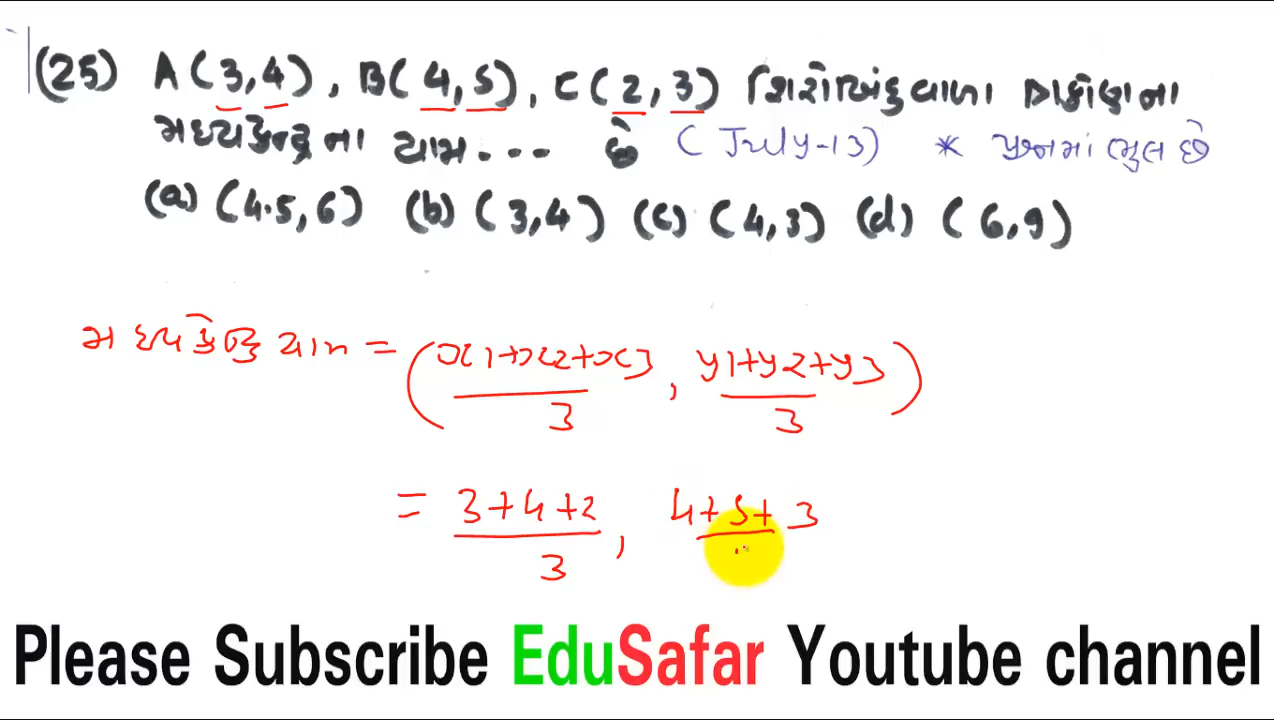 (25) A(3,4), B(4,5), C(2,3) શિરોબિંદુવાળા ત્રિકોણના
મધ્યકેન્દ્રના યામ... છે (July-13) * પ્રશ્નમાં ભુલ છે
(a) (4.5,6) (b) (3,4) (c) (4,3) (d) (6,9)
મધ્યકેન્દ્ર યામ = (x1+x2+x3 / 3, y1+y2+y3 / 3)
= 3+4+2 / 3, 4+5+3
Please Subscribe EduSafar Youtube channel